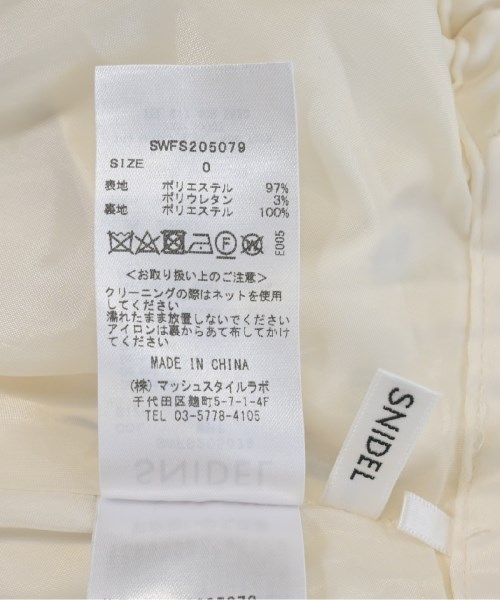 SWFS205079
SIZE 0
表地 ポリエステル 97%
ポリウレタン 3%
裏地 ポリエステル 100%
E005
<お取り扱い上のご注意>
クリーニングの際はネットを使用
してください
濡れたまま放置しないでください
アイロンは裏からあて布してかけ
てください
MADE IN CHINA
(株)マッシュスタイルラボ
千代田区麹町5-7-1-4F
TEL 03-5778-4105
SNIDEL